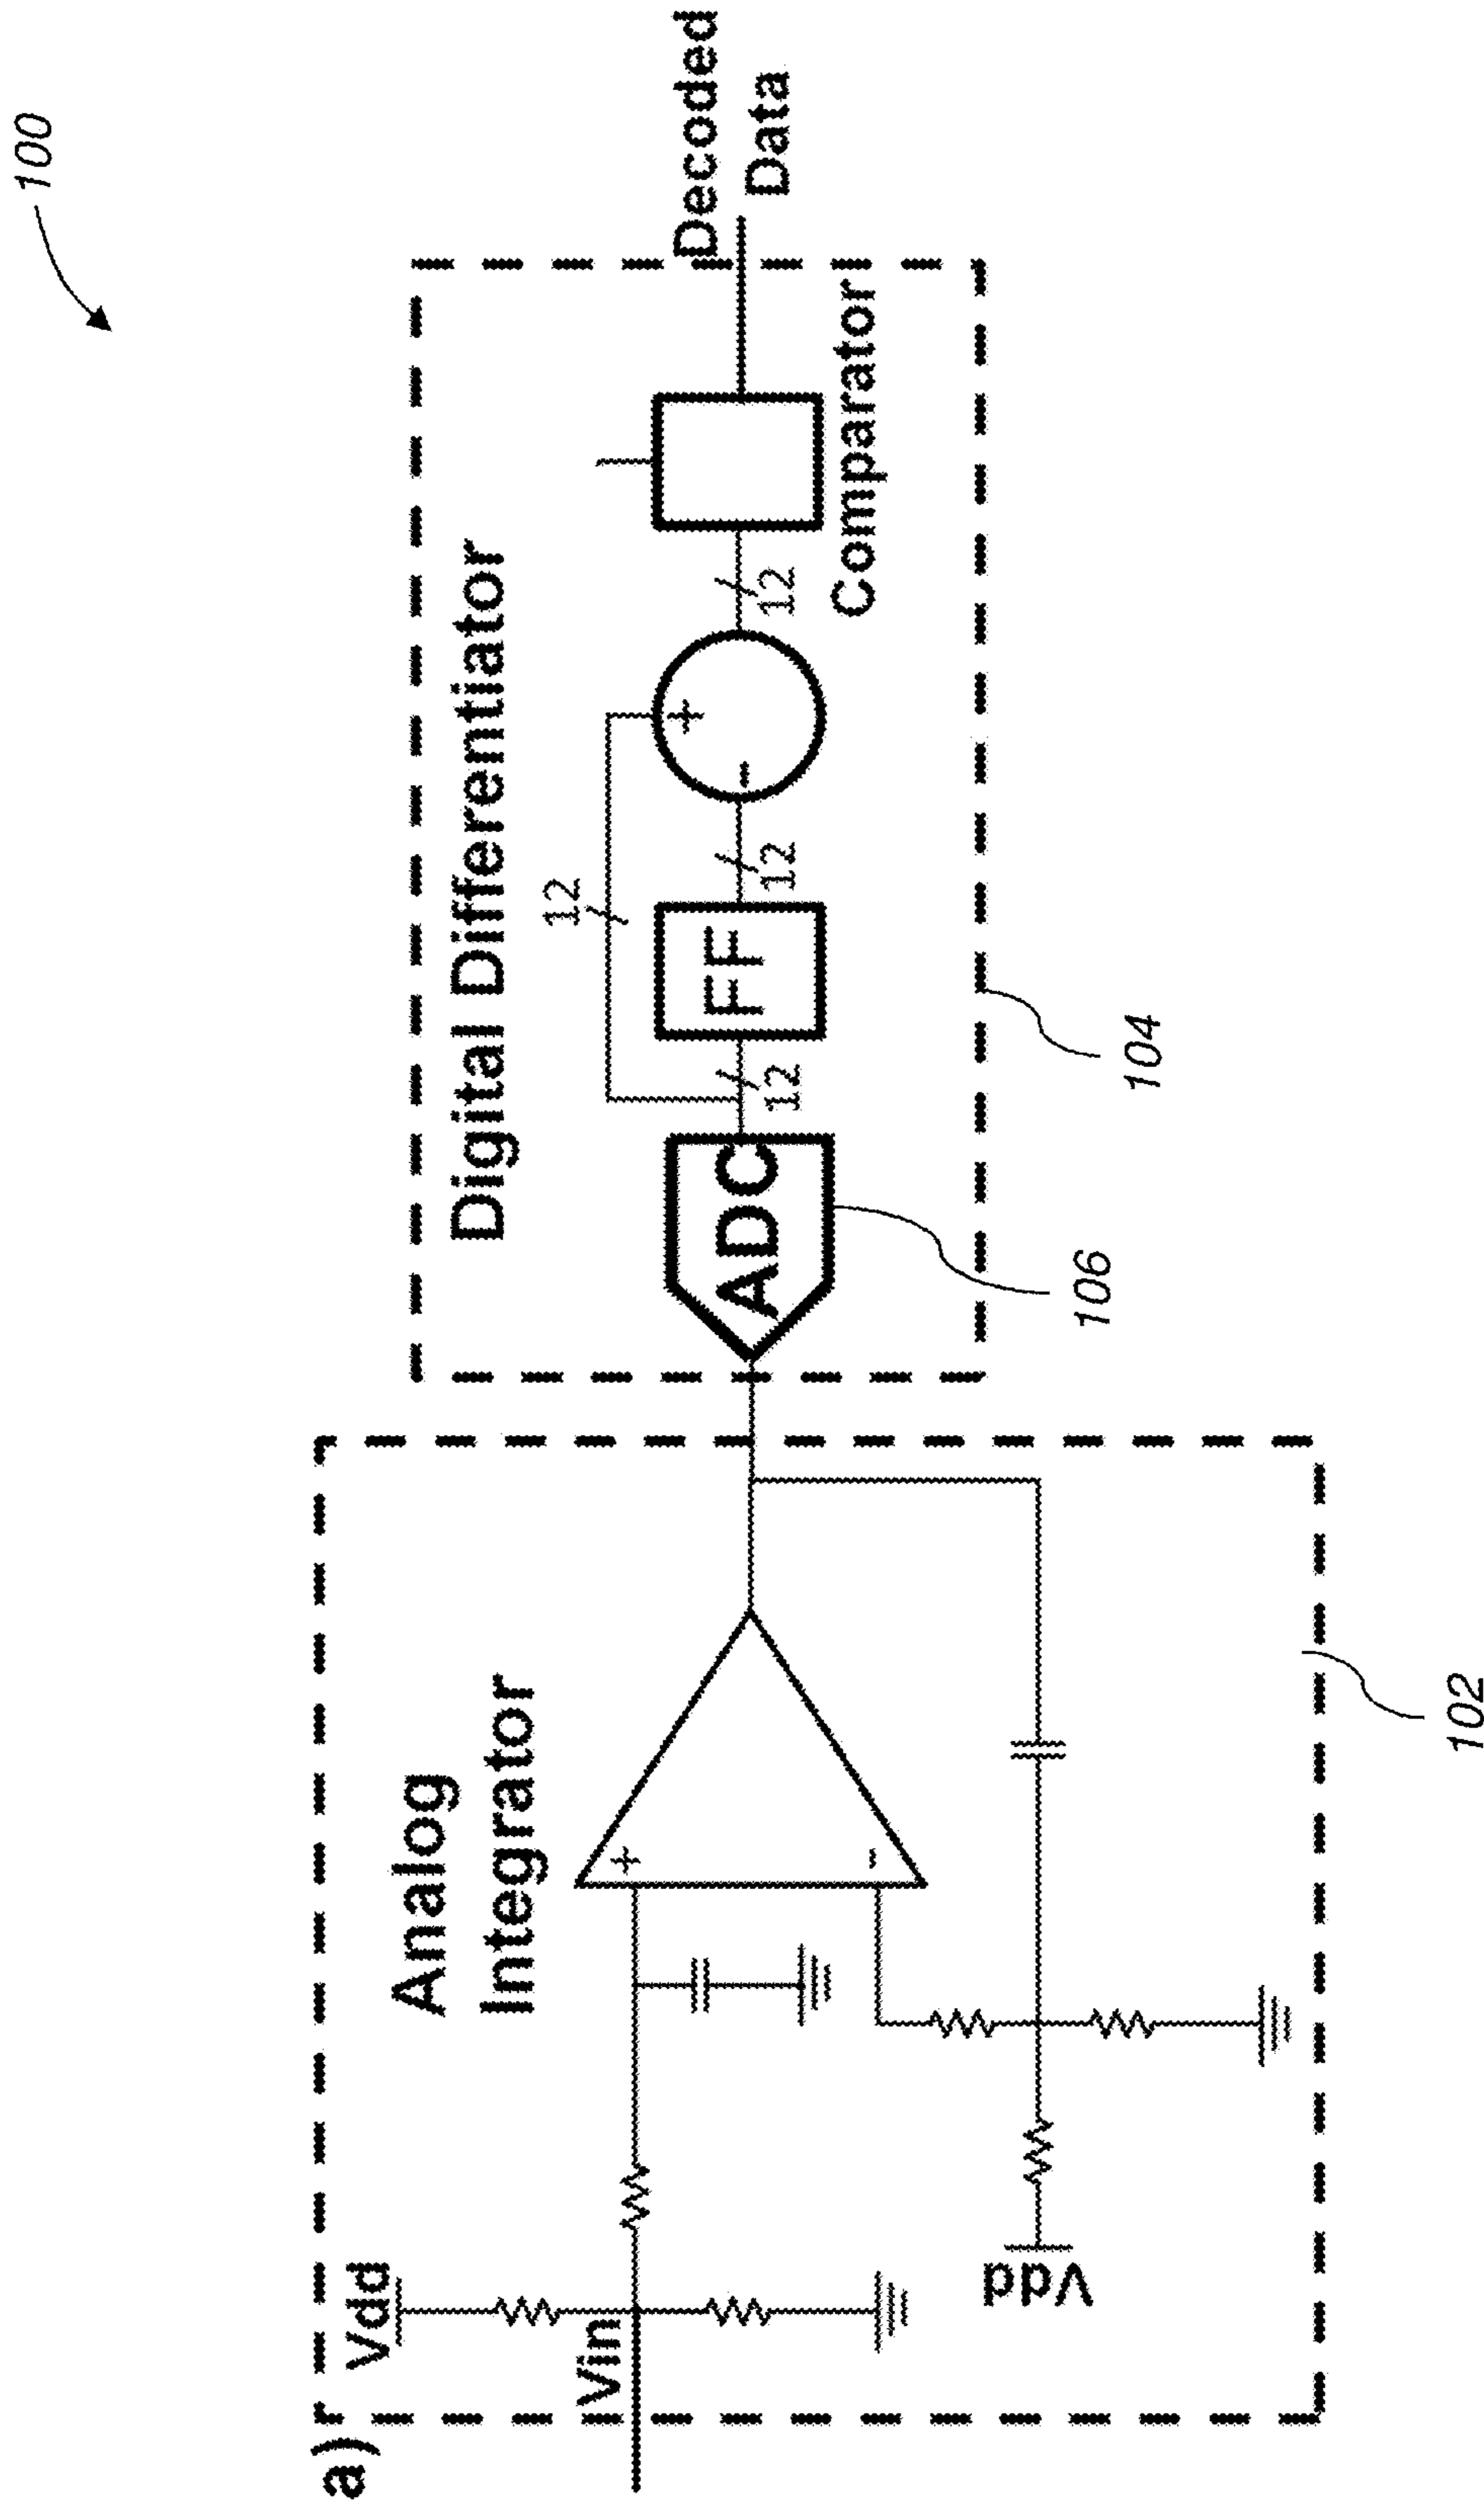 100
a)
Analog
Integrator
Vdd
Vin
+
-
Vdd
102
Digital Differentiator
ADC
12
FF
12
12
+
-
12
Comparator
Decoded
Data
104
106